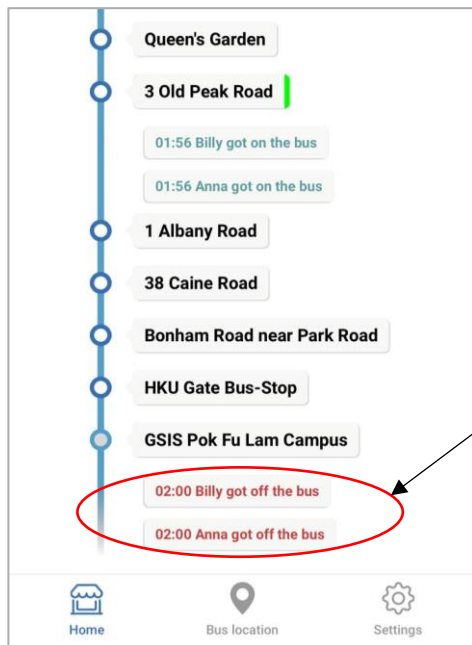 Queen's Garden
3 Old Peak Road
01:56 Billy got on the bus
01:56 Anna got on the bus
1 Albany Road
38 Caine Road
Bonham Road near Park Road
HKU Gate Bus-Stop
GSIS Pok Fu Lam Campus
02:00 Billy got off the bus
02:00 Anna got off the bus
Home Bus location Settings